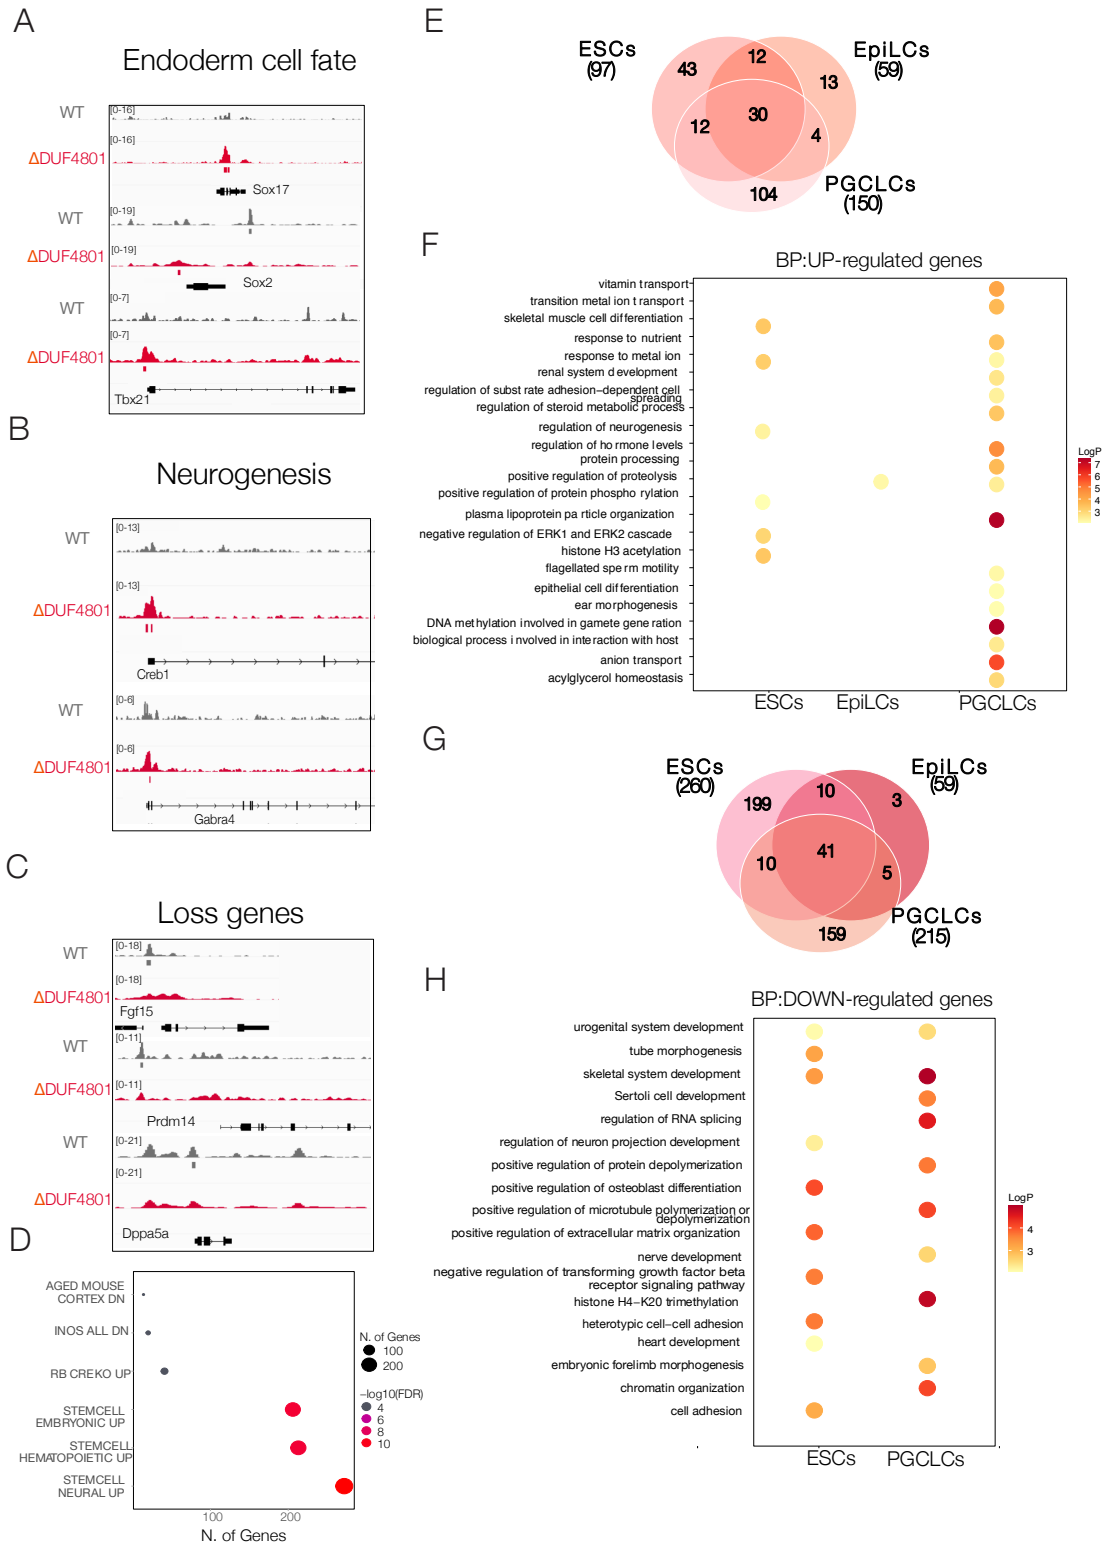 A
Endoderm cell fate
WT
[0-16]
ΔDUF4801
[0-16]
Sox17
WT
[0-19]
ΔDUF4801
[0-19]
Sox2
WT
[0-7]
ΔDUF4801
[0-7]
Tbx21
B
Neurogenesis
WT
[0-13]
ΔDUF4801
[0-13]
Creb1
WT
[0-6]
ΔDUF4801
[0-6]
Gabra4
C
Loss genes
WT
[0-18]
ΔDUF4801
[0-18]
Fgf15
WT
[0-11]
ΔDUF4801
[0-11]
Prdm14
WT
[0-21]
ΔDUF4801
[0-21]
Dppa5a
D
AGED MOUSE
CORTEX DN
INOS ALL DN
RB CREKO UP
STEMCELL
EMBRYONIC UP
STEMCELL
HEMATOPOIETIC UP
STEMCELL
NEURAL UP
100 200
N. of Genes
N. of Genes
100
200
−log10(FDR)
4
6
8
10
E
ESCs
(97)
EpiLCs
(59)
PGCLCs
(150)
43
12
13
30
12
4
104
F
BP:UP-regulated genes
vitamin transport
transition metal ion t ransport
skeletal muscle cell differentiation
response to nutrient
response to metal ion
renal system d evelopment
regulation of subst rate adhesion−dependent cell
spreading
regulation of steroid metabolic process
regulation of neurogenesis
regulation of ho rmone levels
protein processing
positive regulation of proteolysis
positive regulation of protein phospho rylation
plasma lipoprotein pa rticle organization
negative regulation of ERK1 and ERK2 cascade
histone H3 acetylation
flagellated spe rm motility
epithelial cell differentiation
ear morphogenesis
DNA methylation involved in gamete gene ration
biological process i nvolved in interaction with host
anion transport
acylglycerol homeostasis
ESCs EpiLCs PGCLCs
LogP
7
6
5
4
3
G
ESCs
(260)
EpiLCs
(59)
PGCLCs
(215)
199
10
3
41
10
5
159
H
BP:DOWN-regulated genes
urogenital system development
tube morphogenesis
skeletal system development
Sertoli cell development
regulation of RNA splicing
regulation of neuron projection development
positive regulation of protein depolymerization
positive regulation of osteoblast differentiation
positive regulation of microtubule polymerization or
depolymerization
positive regulation of extracellular matrix organization
nerve development
negative regulation of transforming growth factor beta
receptor signaling pathway
histone H4−K20 trimethylation
heterotypic cell−cell adhesion
heart development
embryonic forelimb morphogenesis
chromatin organization
cell adhesion
ESCs PGCLCs
LogP
4
3